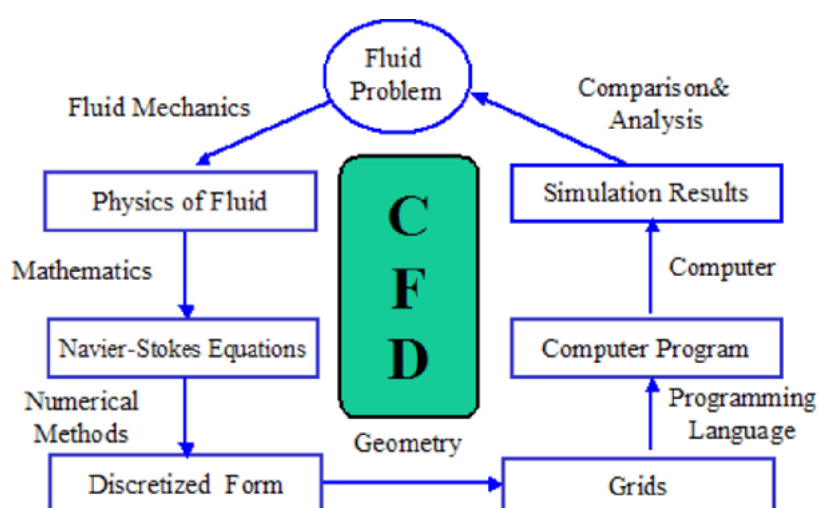 Fluid
Problem
Fluid Mechanics
Comparison&
Analysis
Physics of Fluid
C
F
D
Simulation Results
Mathematics
Computer
Navier-Stokes Equations
Computer Program
Numerical
Methods
Programming
Language
Geometry
Discretized Form
Grids